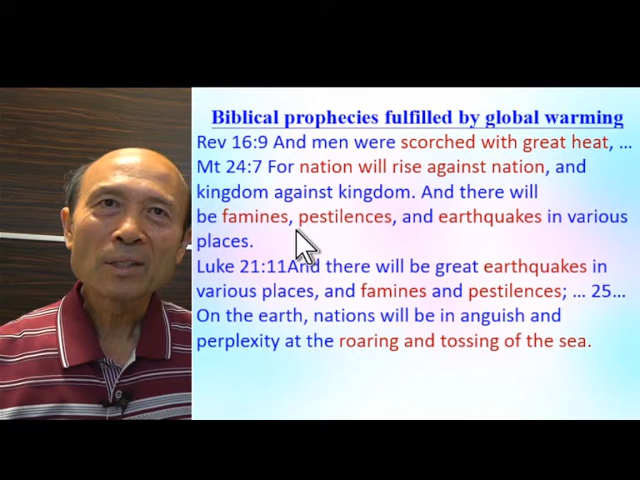 Biblical prophecies fulfilled by global warming
Rev 16:9 And men were scorched with great heat, ...
Mt 24:7 For nation will rise against nation, and
kingdom against kingdom. And there will
be famines, pestilences, and earthquakes in various
places.
Luke 21:11And there will be great earthquakes in
various places, and famines and pestilences; ... 25...
On the earth, nations will be in anguish and
perplexity at the roaring and tossing of the sea.